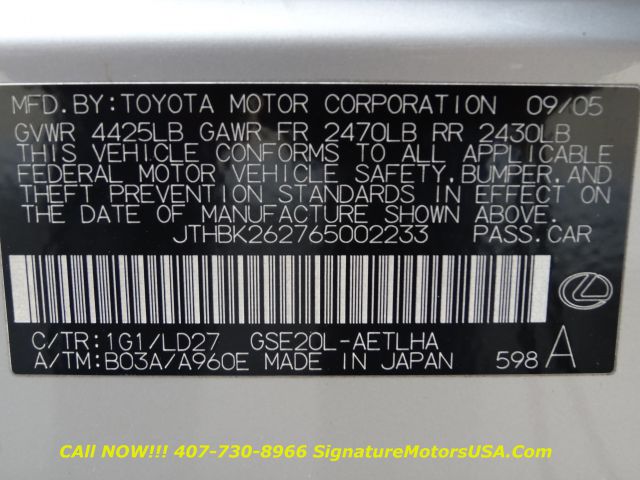 MFD.BY:TOYOTA MOTOR CORPORATION 09/05
GVWR 4425LB GAWR FR 2470LB RR 2430LB
THIS VEHICLE CONFORMS TO ALL APPLICABLE
FEDERAL MOTOR VEHICLE SAFETY,BUMPER,AND
THEFT PREVENTION STANDARDS IN EFFECT ON
THE DATE OF MANUFACTURE SHOWN ABOVE.
JTHBK262765002233 PASS.CAR
C/TR:1G1/LD27 GSE20L-AETLHA
A/TM:B03A/A960E MADE IN JAPAN 598 A
CALL NOW!!! 407-730-8966 SignatureMotorsUSA.Com